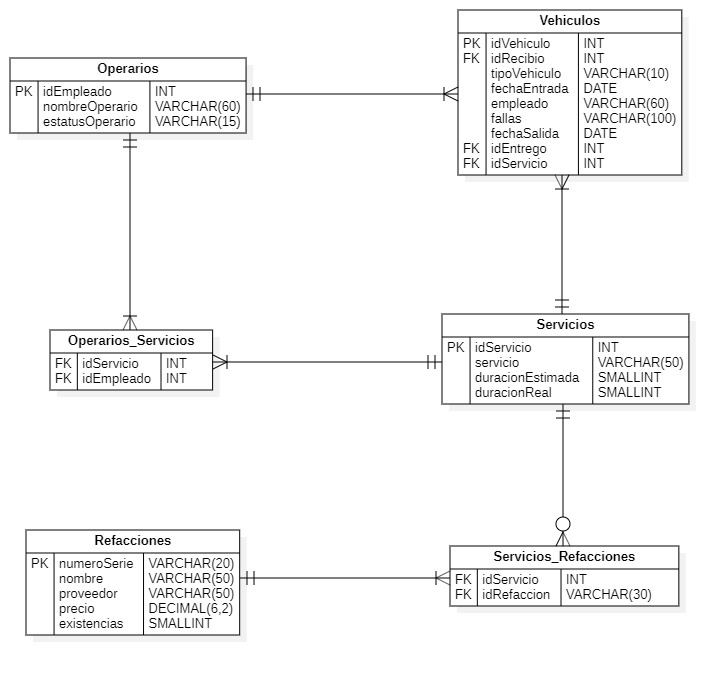 Operarios
PK idEmpleado INT
nombreOperario VARCHAR(60)
estatusOperario VARCHAR(15)
Vehiculos
PK idVehiculo INT
FK idRecibio INT
tipoVehiculo VARCHAR(10)
fechaEntrada DATE
empleado VARCHAR(60)
fallas VARCHAR(100)
fechaSalida DATE
FK idEntrego INT
FK idServicio INT
Operarios_Servicios
FK idServicio INT
FK idEmpleado INT
Servicios
PK idServicio INT
servicio VARCHAR(50)
duracionEstimada SMALLINT
duracionReal SMALLINT
Refacciones
PK numeroSerie VARCHAR(20)
nombre VARCHAR(50)
proveedor VARCHAR(50)
precio DECIMAL(6,2)
existencias SMALLINT
Servicios_Refacciones
FK idServicio INT
FK idRefaccion VARCHAR(30)